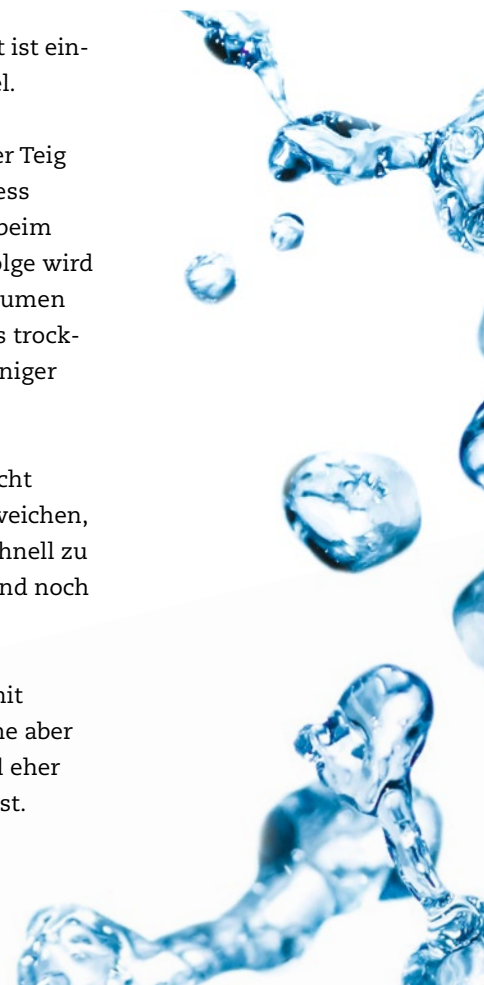 t ist ein-
el.
er Teig
ess
beim
olge wird
umen
s trock-
niger
cht
weichen,
hnell zu
nd noch
nit
ne aber
l eher
st.